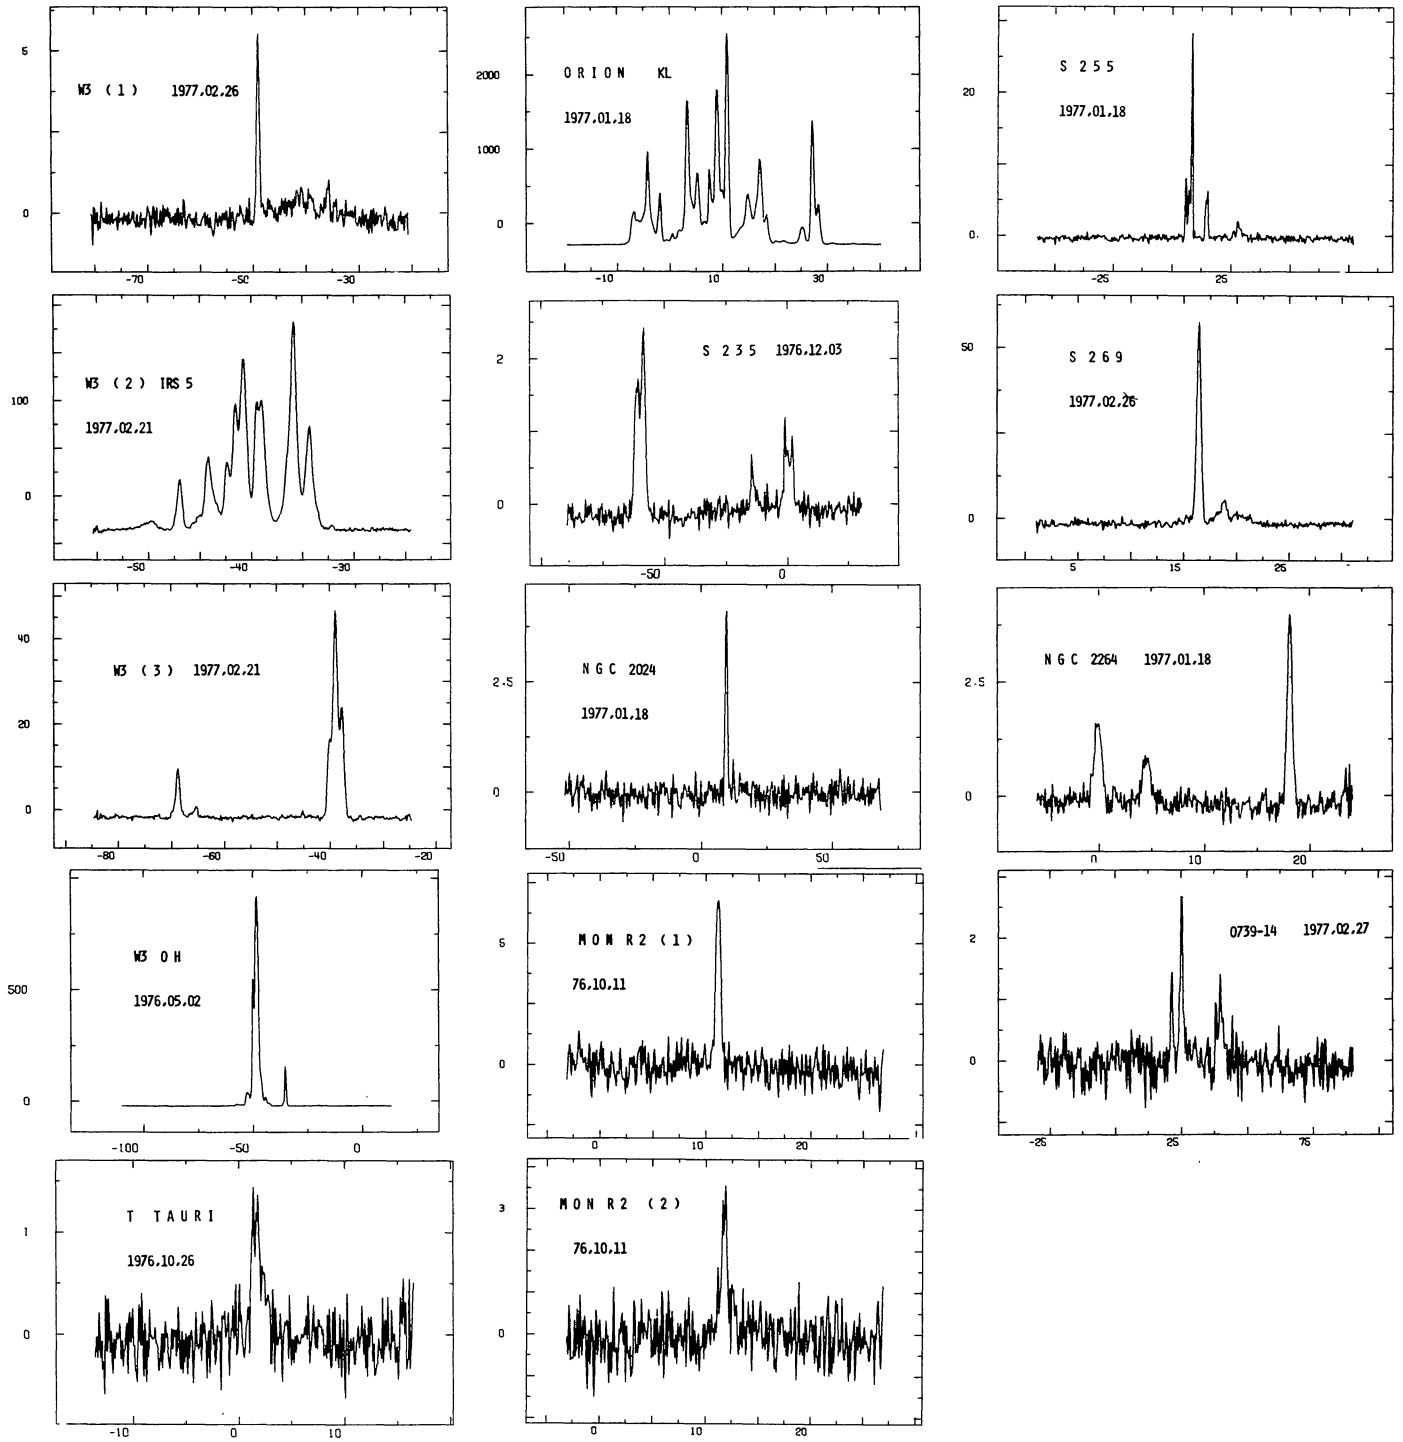 5
W3 (1) 1977.02.26
0
-70 -50 -30
2000
ORION KL
1977.01.18
1000
0
-10 10 30
S 255
20
1977.01.18
0.
-25 25
W3 (2) IRS 5
100
1977.02.21
0
-50 -40 -30
2
S 235 1976.12.03
1
0
-50 0
50
S 269
1977.02.26
0
5 15 25
40
W3 (3) 1977.02.21
20
0
-80 -60 -40 -20
NGC 2024
2.5
1977.01.18
0
-50 0 50
NGC 2264 1977.01.18
2.5
0
0 10 20
W3 OH
500
1976.05.02
0
-100 -50 0
5
MON R2 (1)
76.10.11
0
0 10 20
0739-14 1977.02.27
2
0
-25 25 75
T TAURI
1
1976.10.26
0
-10 0 10
3
MON R2 (2)
76.10.11
0
0 10 20